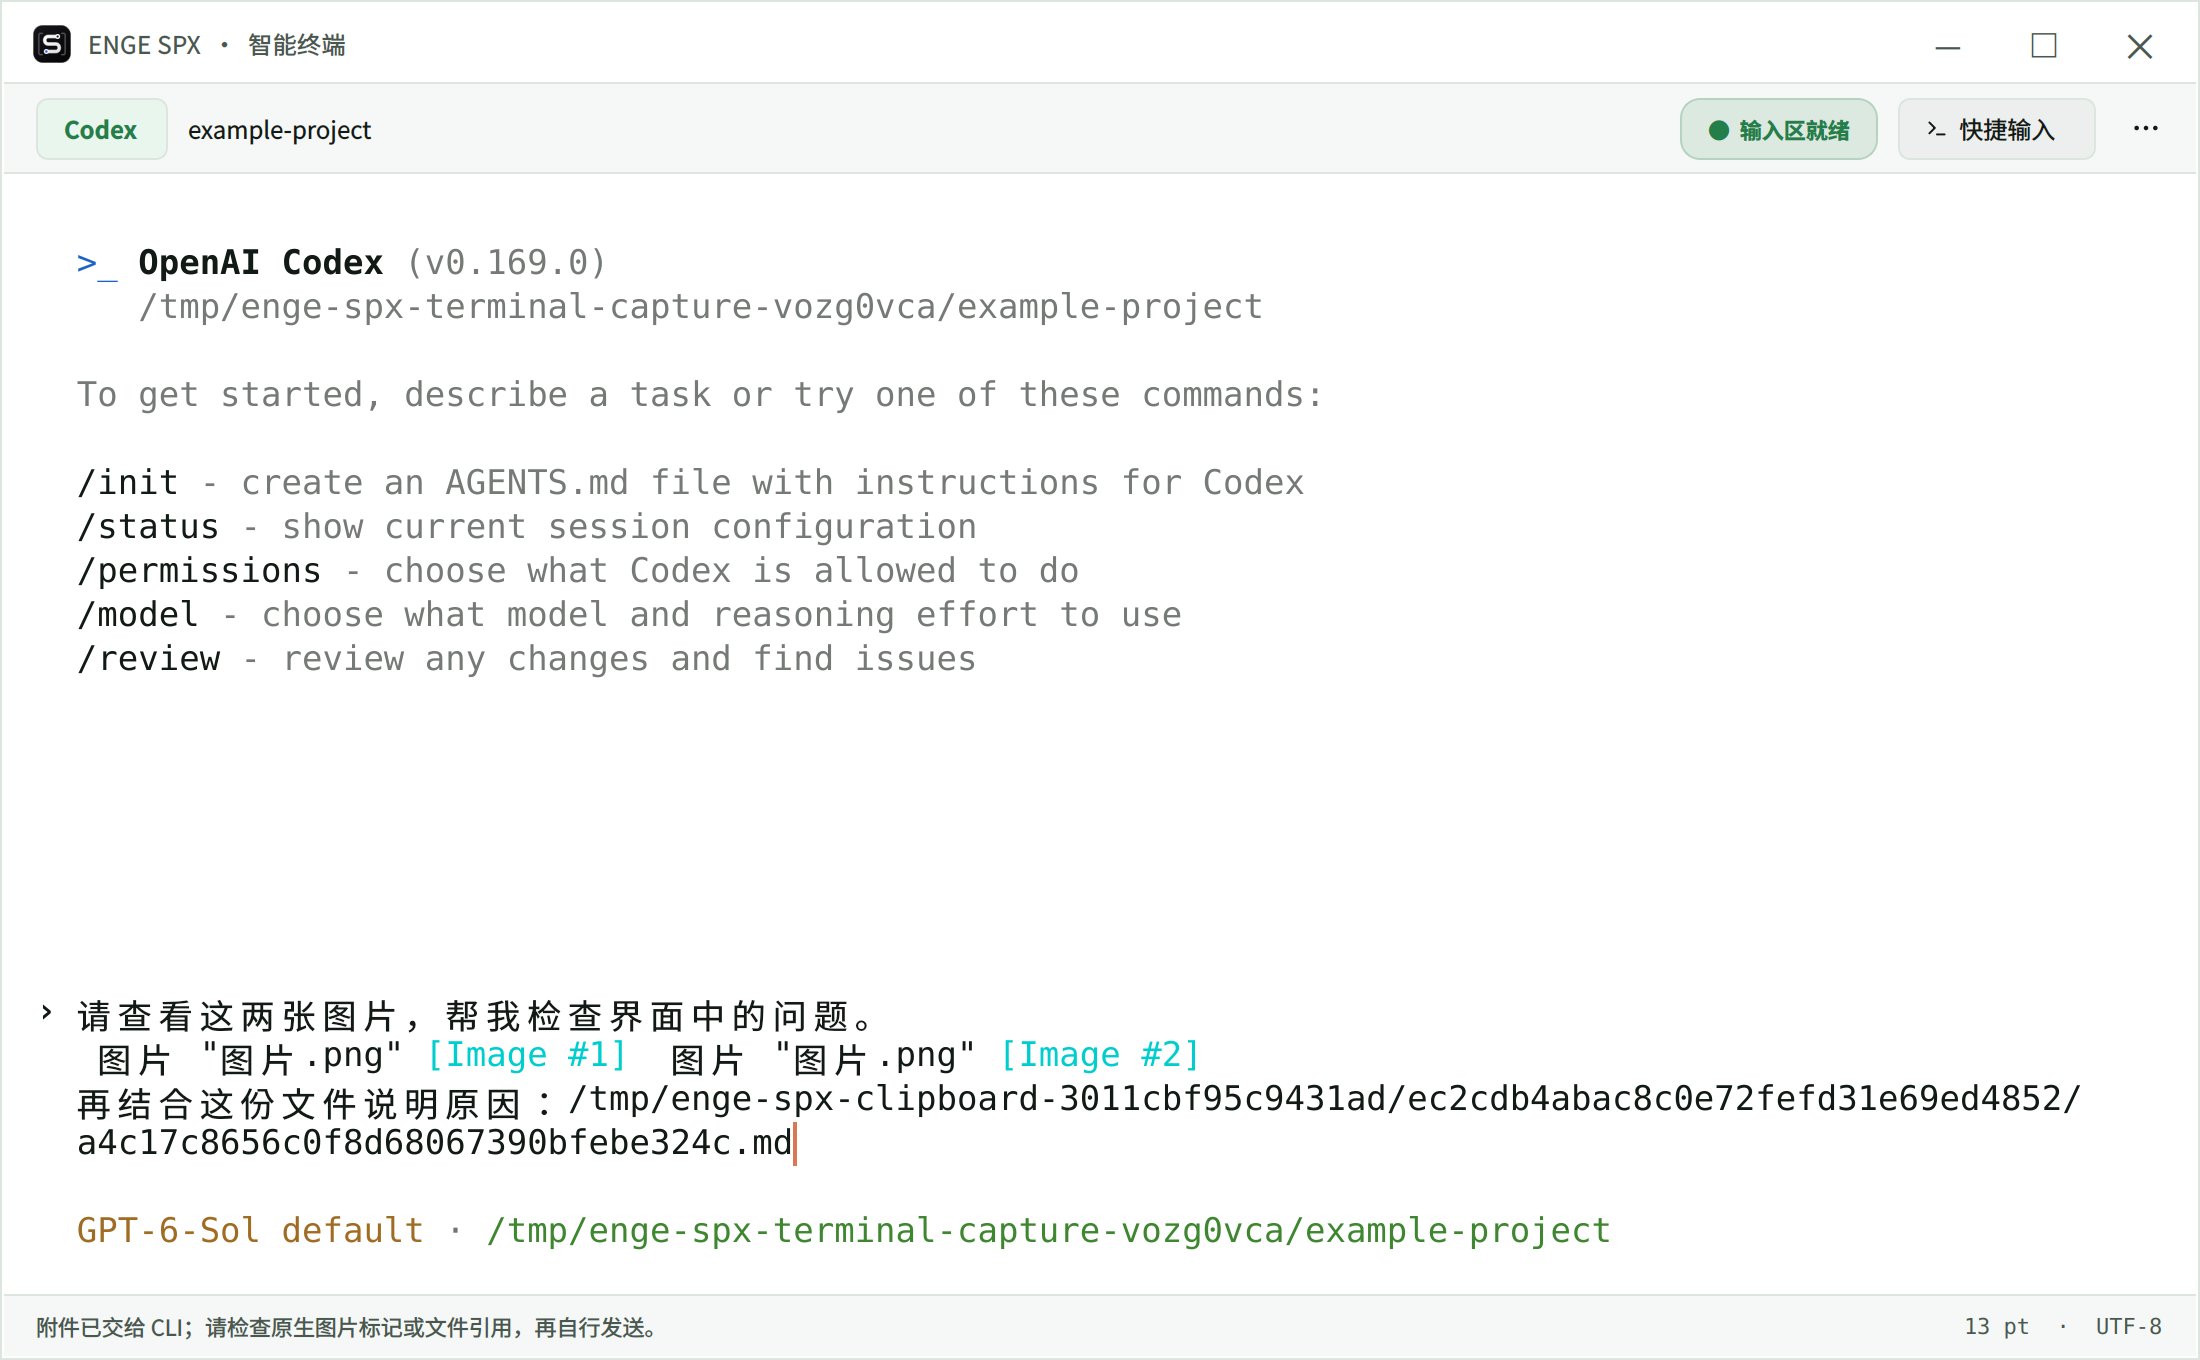 ENGE SPX · 智能终端
Codex example-project ● 输入区就绪 >_ 快捷输入 ···
>_ OpenAI Codex (v0.169.0)
/tmp/enge-spx-terminal-capture-vozg0vca/example-project
To get started, describe a task or try one of these commands:
/init - create an AGENTS.md file with instructions for Codex
/status - show current session configuration
/permissions - choose what Codex is allowed to do
/model - choose what model and reasoning effort to use
/review - review any changes and find issues
› 请查看这两张图片，帮我检查界面中的问题。
图片 "图片.png" [Image #1] 图片 "图片.png" [Image #2]
再结合这份文件说明原因：/tmp/enge-spx-clipboard-3011cbf95c9431ad/ec2cdb4abac8c0e72fefd31e69ed4852/
a4c17c8656c0f8d68067390bfebe324c.md
GPT-6-Sol default · /tmp/enge-spx-terminal-capture-vozg0vca/example-project
附件已交给 CLI；请检查原生图片标记或文件引用，再自行发送。 13 pt · UTF-8